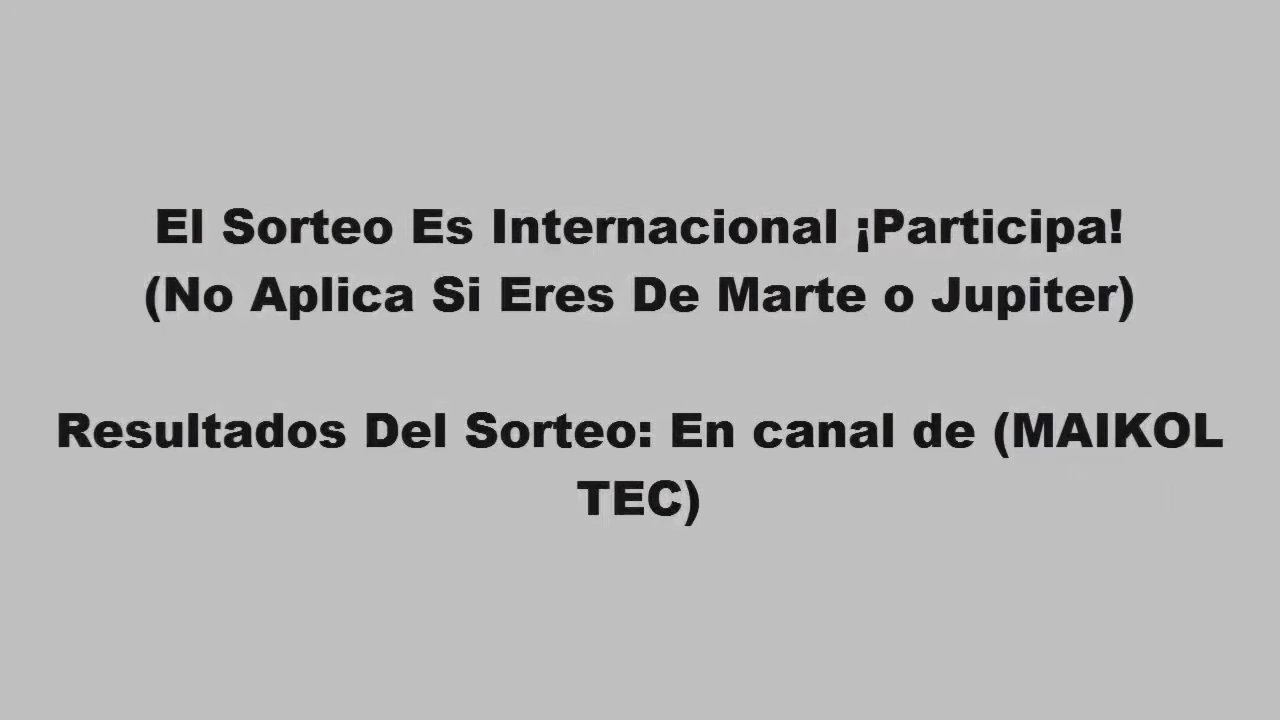 El Sorteo Es Internacional ¡Participa!
(No Aplica Si Eres De Marte o Jupiter)
Resultados Del Sorteo: En canal de (MAIKOL
TEC)